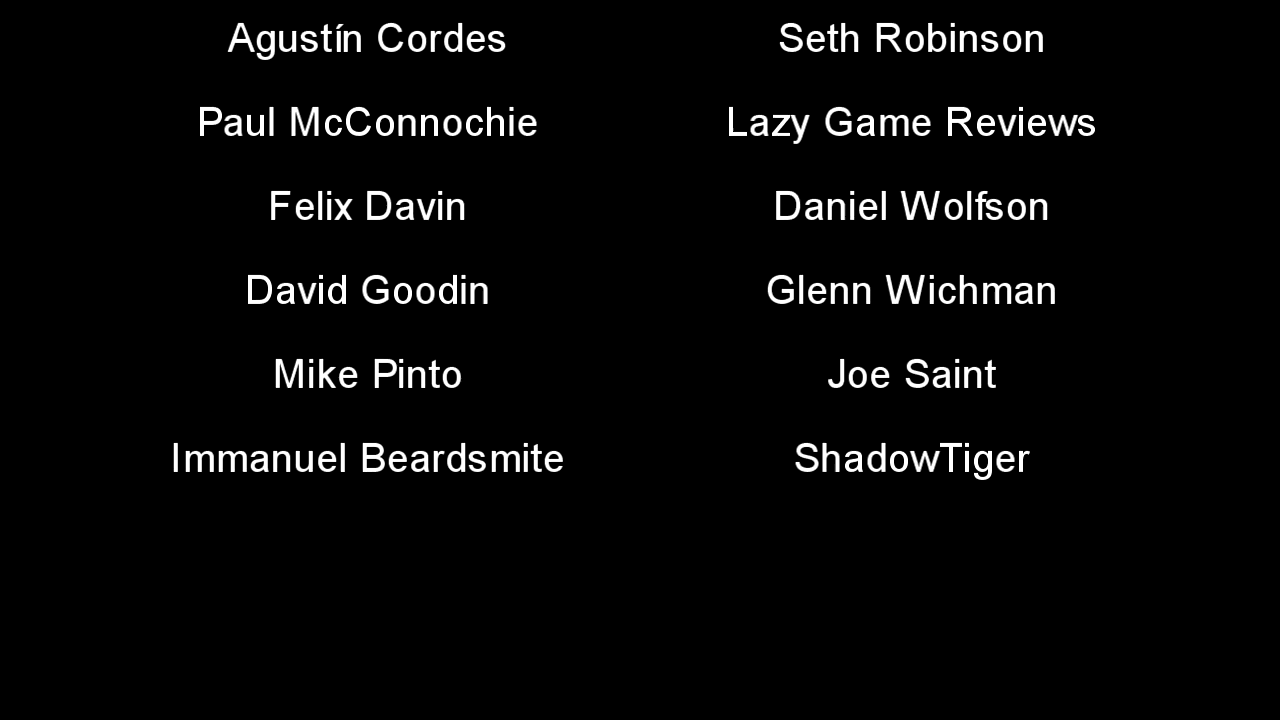 Agustín Cordes
Seth Robinson
Paul McConnochie
Lazy Game Reviews
Felix Davin
Daniel Wolfson
David Goodin
Glenn Wichman
Mike Pinto
Joe Saint
Immanuel Beardsmite
ShadowTiger